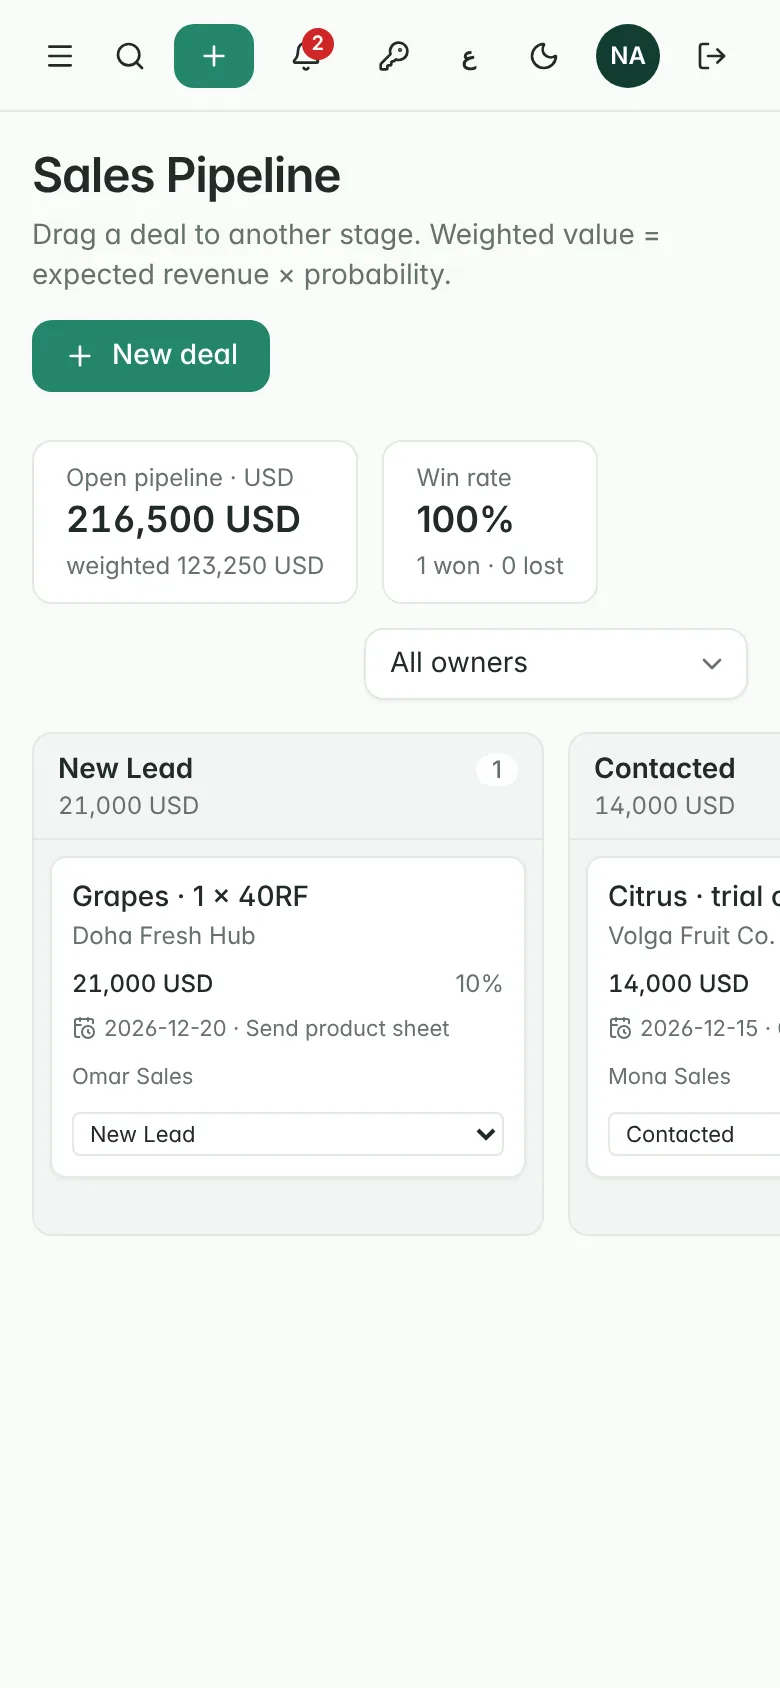 2
ع
NA
Sales Pipeline
Drag a deal to another stage. Weighted value =
expected revenue × probability.
New deal
Open pipeline · USD
216,500 USD
weighted 123,250 USD
Win rate
100%
1 won · 0 lost
All owners
New Lead
1
21,000 USD
Grapes · 1 × 40RF
Doha Fresh Hub
21,000 USD
10%
2026-12-20 · Send product sheet
Omar Sales
New Lead
Contacted
14,000 USD
Citrus · trial
Volga Fruit Co.
14,000 USD
2026-12-15 ·
Mona Sales
Contacted